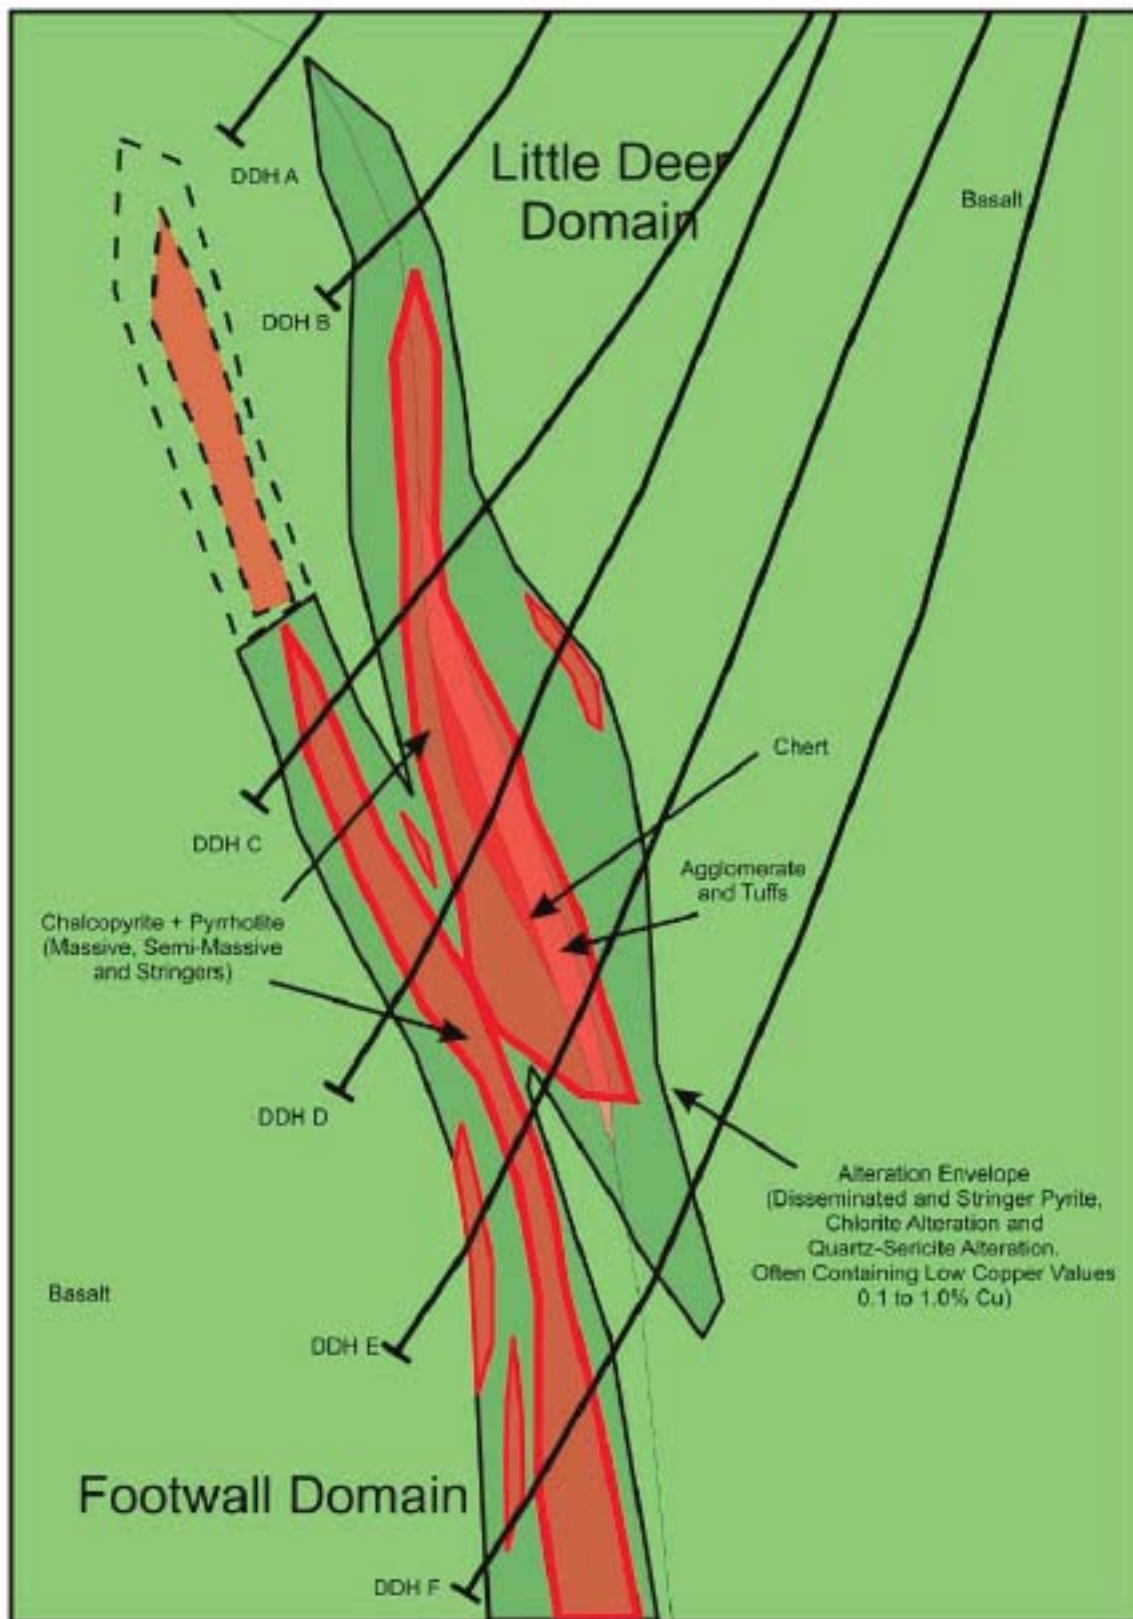 Little Deer
Domain
DDH A
Basalt
DDH B
Chert
DDH C
Agglomerate
and Tuffs
Chalcopyrite + Pyrrhotite
(Massive, Semi-Massive
and Stringers)
DDH D
Alteration Envelope
(Disseminated and Stringer Pyrite,
Chlorite Alteration and
Quartz-Sericite Alteration.
Often Containing Low Copper Values
0.1 to 1.0% Cu)
Basalt
DDH E
Footwall Domain
DDH F